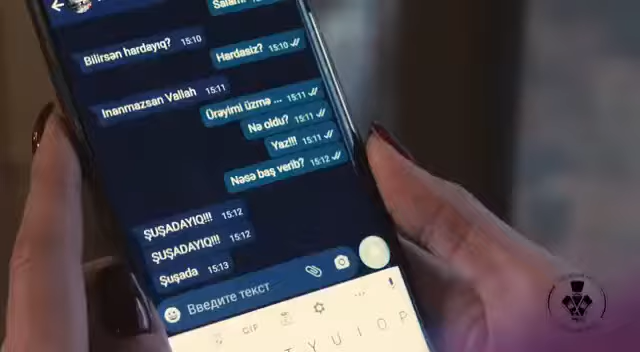 Salam!
Bilirsən hardayıq? 15:10
Hardasiz? 15:10
Inanmazsan Vallah 15:11
Ürəyimi üzmə ... 15:11
Nə oldu? 15:11
Yaz!!! 15:11
Nəsə baş verib? 15:12
ŞUŞADAYIQ!!! 15:12
ŞUŞADAYIQ!!! 15:12
Şuşada 15:13
Введите текст
GIF
T Y U I O P